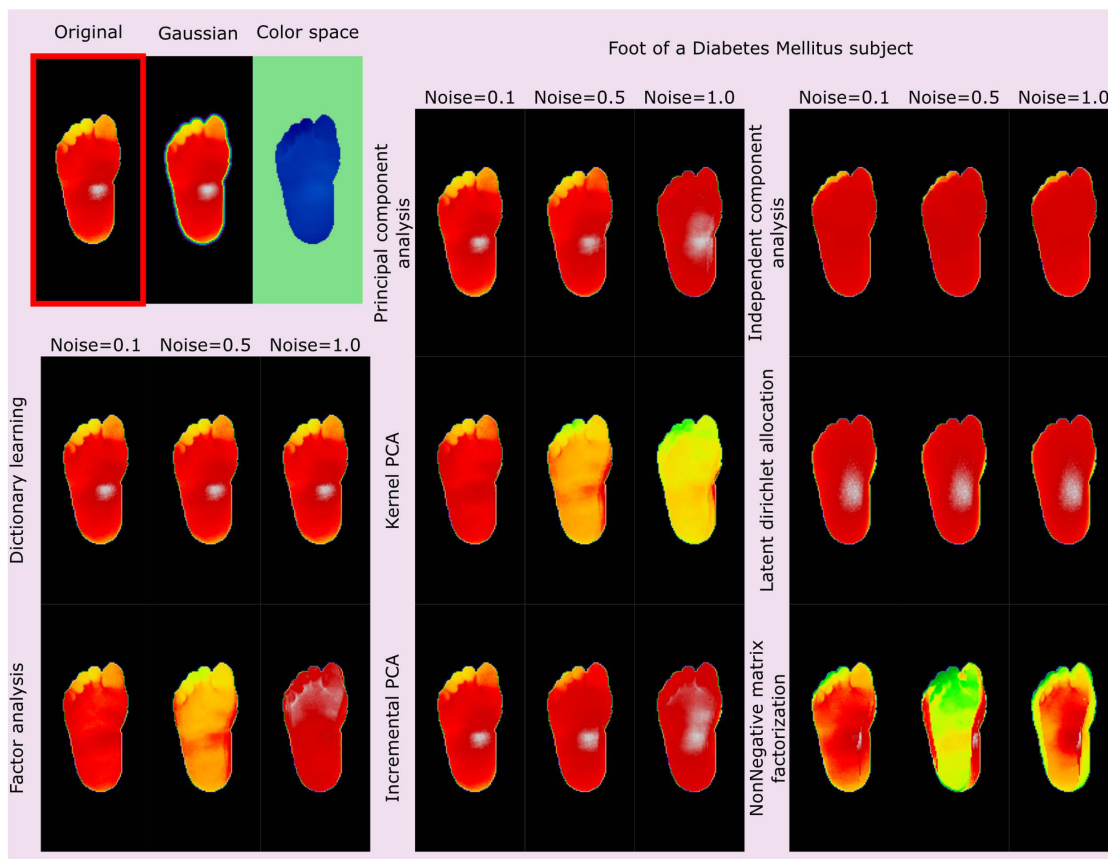 Original Gaussian Color space
Foot of a Diabetes Mellitus subject
Noise=0.1 Noise=0.5 Noise=1.0
Principal component
analysis
Noise=0.1 Noise=0.5 Noise=1.0
Independent component
analysis
Noise=0.1 Noise=0.5 Noise=1.0
Dictionary learning
Kernel PCA
Latent dirichlet allocation
Factor analysis
Incremental PCA
NonNegative matrix
factorization